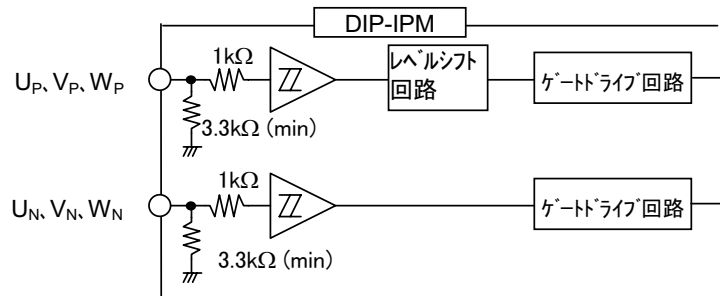 DIP-IPM
1kΩ
レベルシフト
回路
UP、VP、WP
ゲートドライブ回路
3.3kΩ (min)
1kΩ
UN、VN、WN
ゲートドライブ回路
3.3kΩ (min)